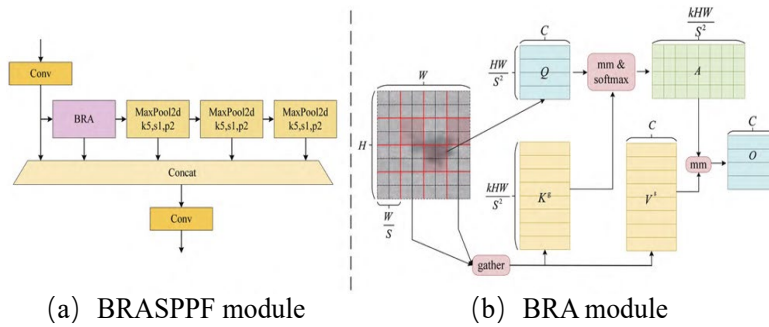 Conv
BRA
MaxPool2d
k5,s1,p2
MaxPool2d
k5,s1,p2
MaxPool2d
k5,s1,p2
Concat
Conv
(a) BRASPPF module
W
H
W
S
C
HW
S²
Q
mm &
softmax
kHW
S²
A
kHW
S²
Kᵍ
C
V
mm
C
O
gather
(b) BRA module